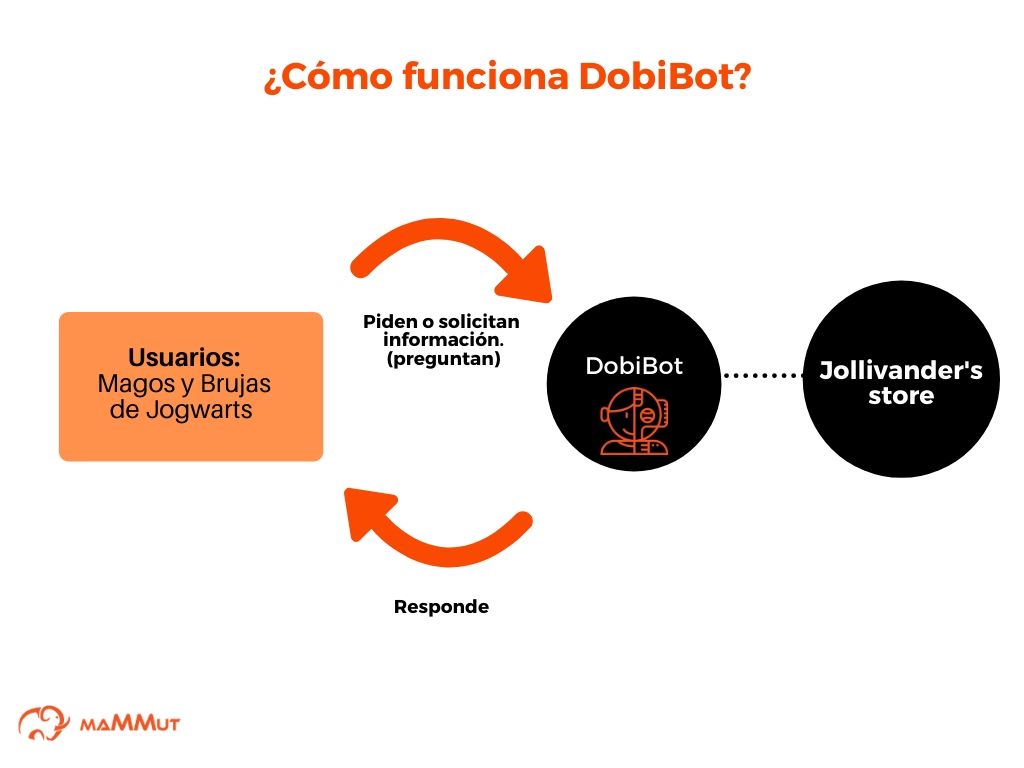 ¿Cómo funciona DobiBot?
Piden o solicitan
información.
(preguntan)
Usuarios:
Magos y Brujas
de Jogwarts
DobiBot
Jollivander's
store
Responde
maMMut